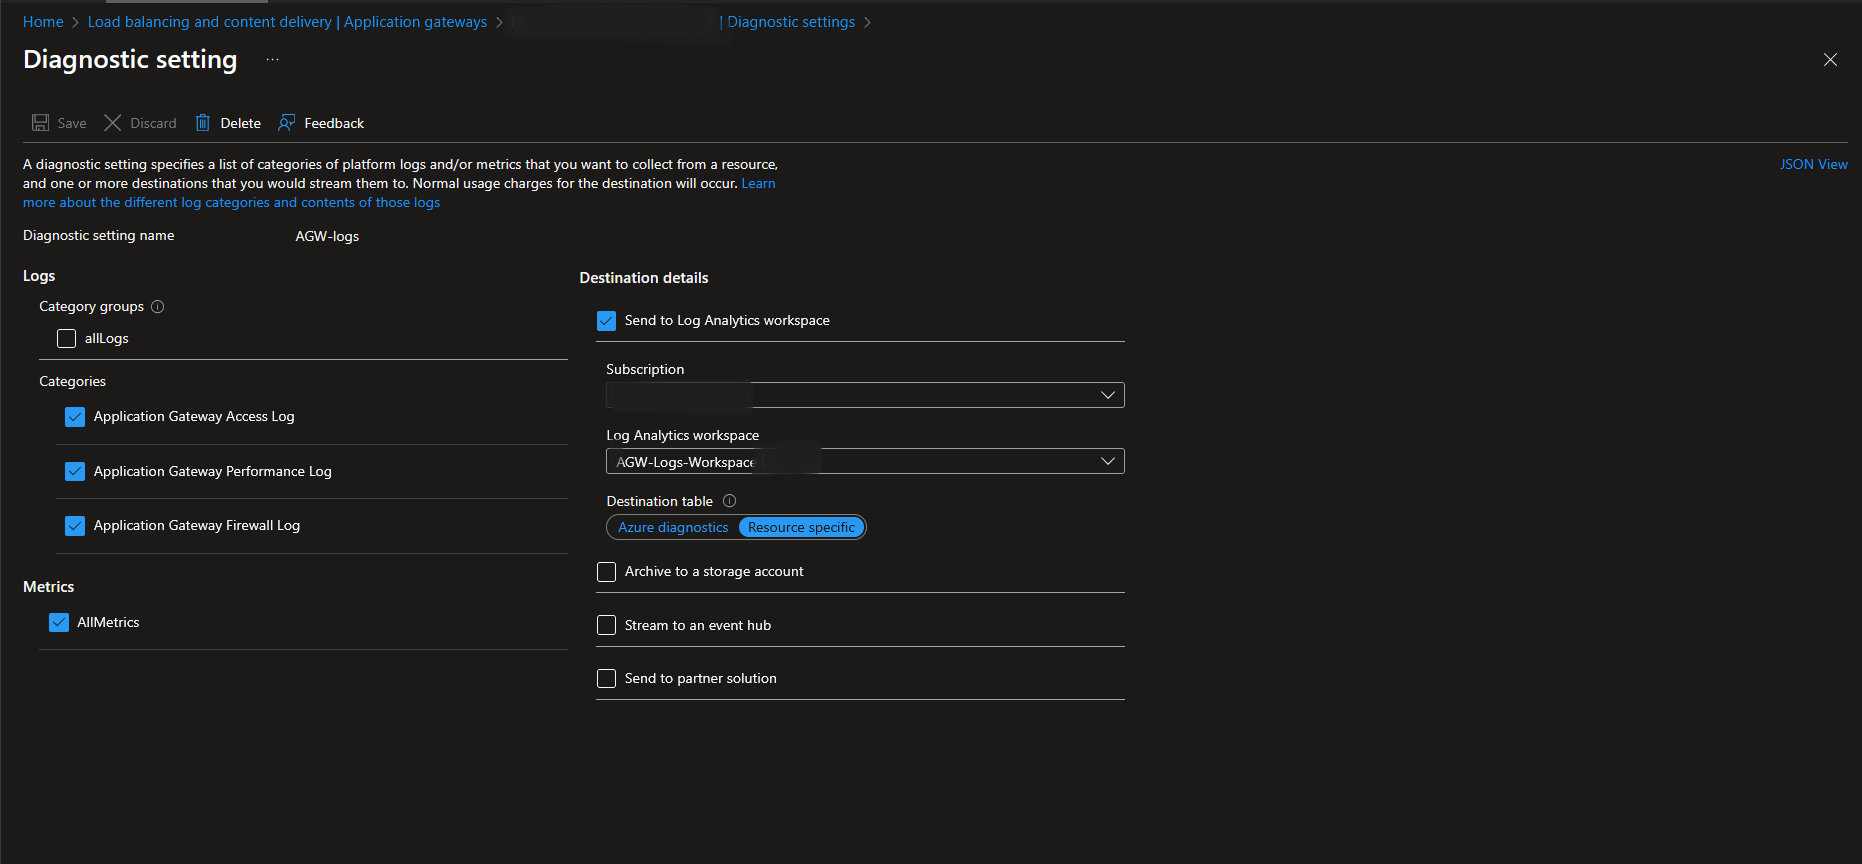 Home > Load balancing and content delivery | Application gateways > | Diagnostic settings >
Diagnostic setting ...
Save Discard Delete Feedback
A diagnostic setting specifies a list of categories of platform logs and/or metrics that you want to collect from a resource,
and one or more destinations that you would stream them to. Normal usage charges for the destination will occur. Learn
more about the different log categories and contents of those logs
JSON View
Diagnostic setting name AGW-logs
Logs
Category groups
allLogs
Categories
Application Gateway Access Log
Application Gateway Performance Log
Application Gateway Firewall Log
Metrics
AllMetrics
Destination details
Send to Log Analytics workspace
Subscription
Log Analytics workspace
AGW-Logs-Workspace
Destination table
Azure diagnostics Resource specific
Archive to a storage account
Stream to an event hub
Send to partner solution